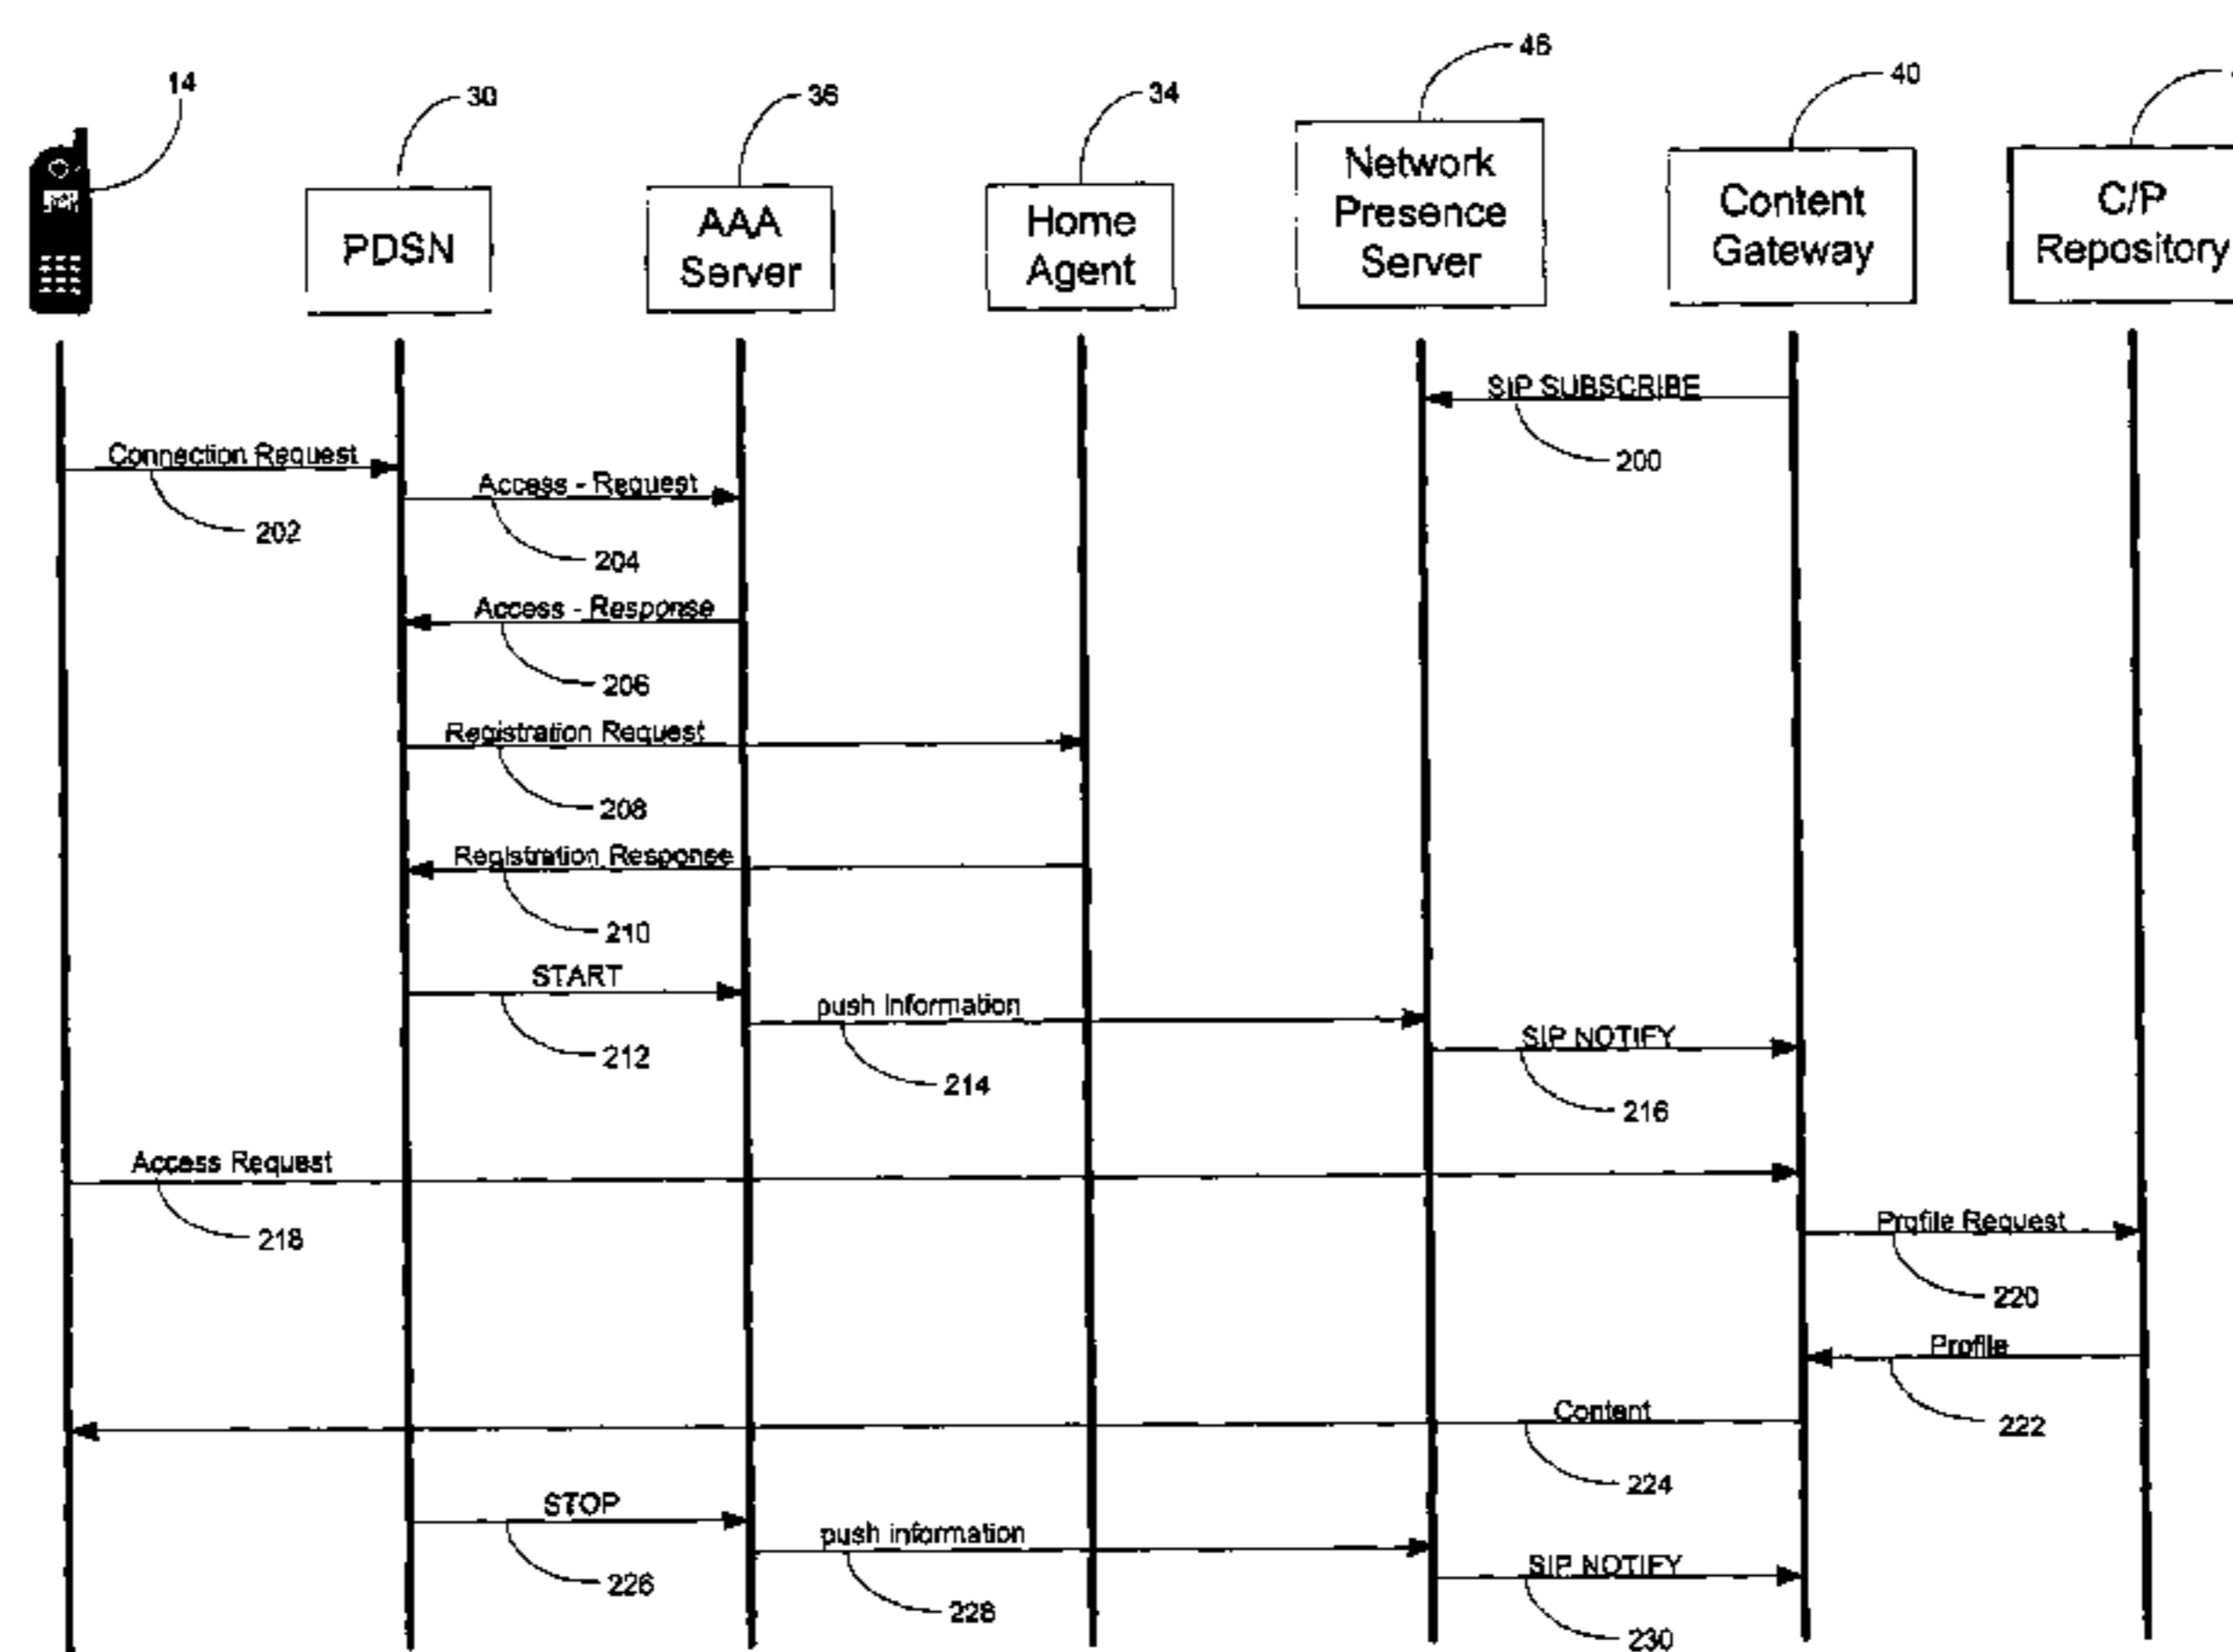 14
30
36
34
46
40
PDSN
AAA
Server
Home
Agent
Network
Presence
Server
Content
Gateway
C/P
Repository
SIP SUBSCRIBE
200
Connection Request
202
Access - Request
204
Access - Response
206
Registration Request
208
Registration Response
210
START
212
push Information
214
SIP NOTIFY
216
Access Request
218
Profile Request
220
Profile
222
Content
224
STOP
226
push information
228
SIP NOTIFY
230